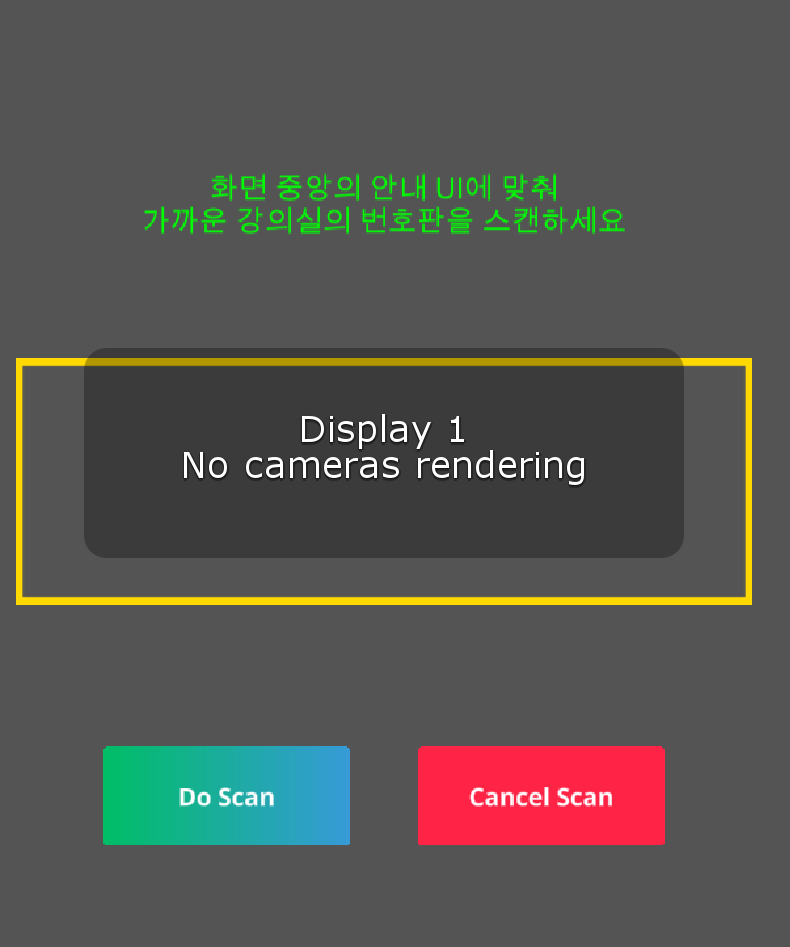 화면 중앙의 안내 UI에 맞춰
가까운 강의실의 번호판을 스캔하세요
Display 1
No cameras rendering
Do Scan
Cancel Scan